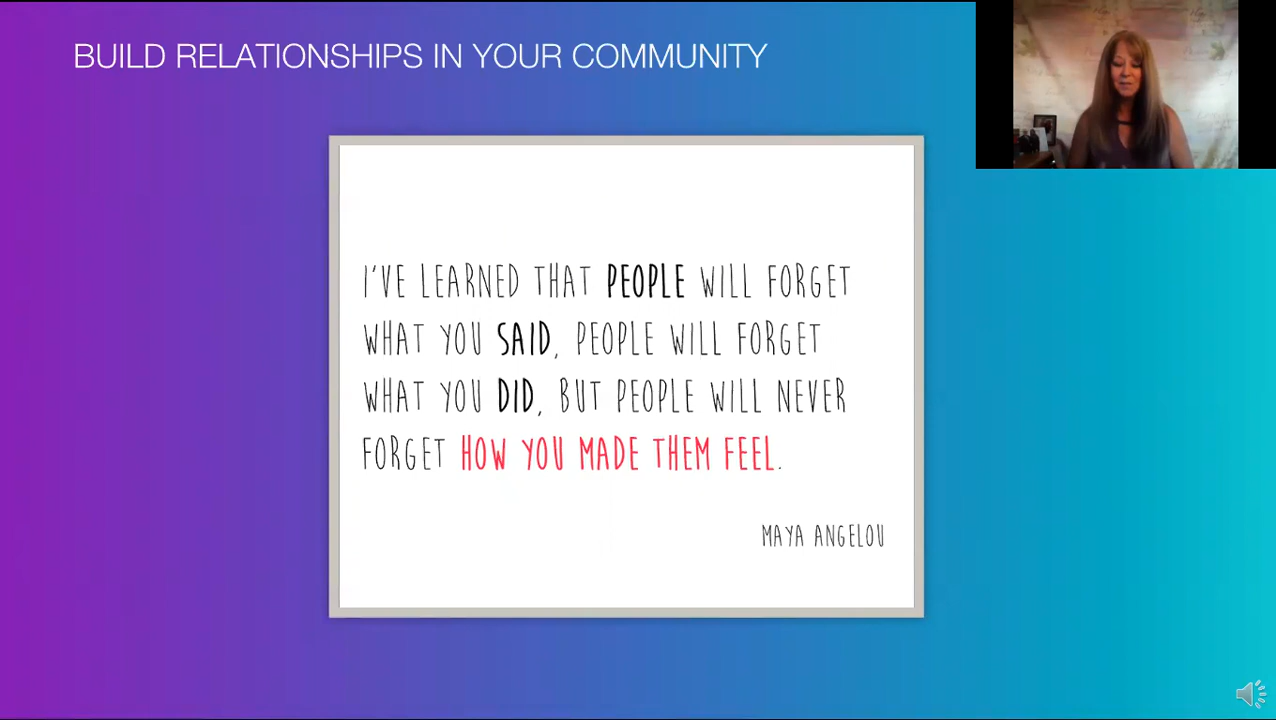 BUILD RELATIONSHIPS IN YOUR COMMUNITY
I'VE LEARNED THAT PEOPLE WILL FORGET
WHAT YOU SAID, PEOPLE WILL FORGET
WHAT YOU DID, BUT PEOPLE WILL NEVER
FORGET HOW YOU MADE THEM FEEL.
MAYA ANGELOU